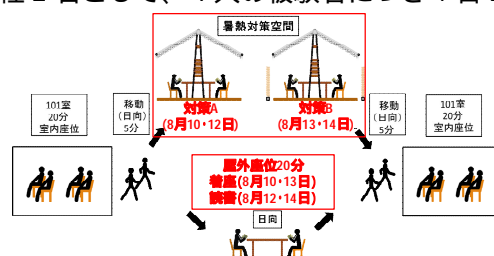 暑熱対策空間
対策A
(8月10・12日)
対策B
(8月13・14日)
101室
20分
室内座位
移動
(日向)
5分
移動
(日向)
5分
101室
20分
室内座位
屋外座位20分
着座(8月10・13日)
読書(8月12・14日)
日向